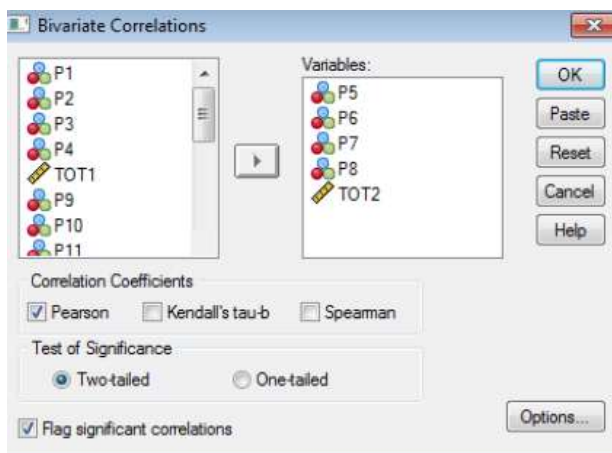 Bivariate Correlations
P1
P2
P3
P4
TOT1
P9
P10
P11
Variables:
P5
P6
P7
P8
TOT2
OK
Paste
Reset
Cancel
Help
Correlation Coefficients
Pearson Kendall's tau-b Spearman
Test of Significance
Two-tailed One-tailed
Flag significant correlations
Options...